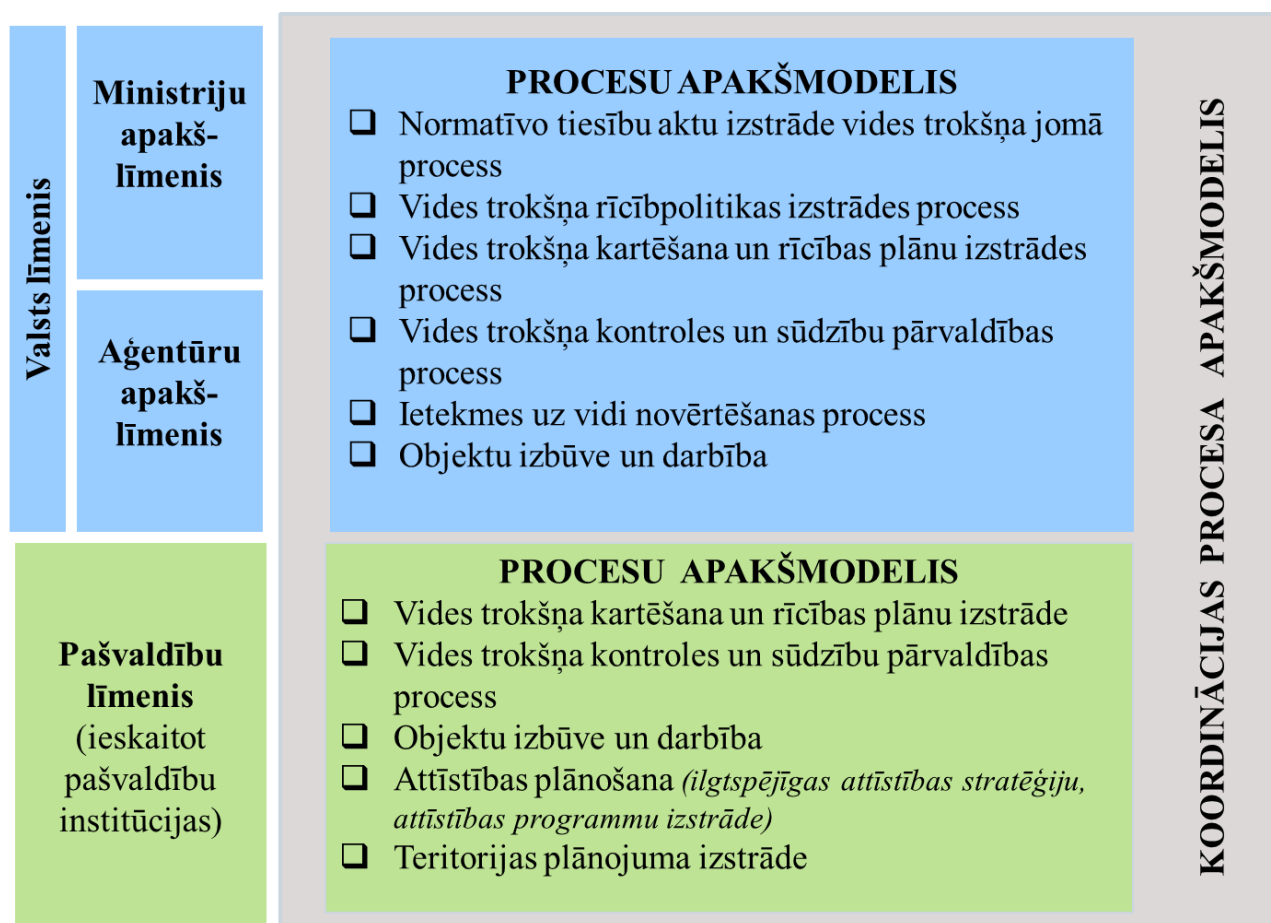 Valsts līmenis
Ministriju
apakš-
līmenis
Aģentūru
apakš-
līmenis
PROCESU APAKŠMODELIS
❑ Normatīvo tiesību aktu izstrāde vides trokšņa jomā
process
❑ Vides trokšņa rīcībpolitikas izstrādes process
❑ Vides trokšņa kartēšana un rīcības plānu izstrādes
process
❑ Vides trokšņa kontroles un sūdzību pārvaldības
process
❑ Ietekmes uz vidi novērtēšanas process
❑ Objektu izbūve un darbība
Pašvaldību
līmenis
(ieskaitot
pašvaldību
institūcijas)
PROCESU APAKŠMODELIS
❑ Vides trokšņa kartēšana un rīcības plānu izstrāde
❑ Vides trokšņa kontroles un sūdzību pārvaldības
process
❑ Objektu izbūve un darbība
❑ Attīstības plānošana (ilgtspējīgas attīstības stratēģiju,
attīstības programmu izstrāde)
❑ Teritorijas plānojuma izstrāde
KOORDINĀCIJAS PROCESA APAKŠMODELIS